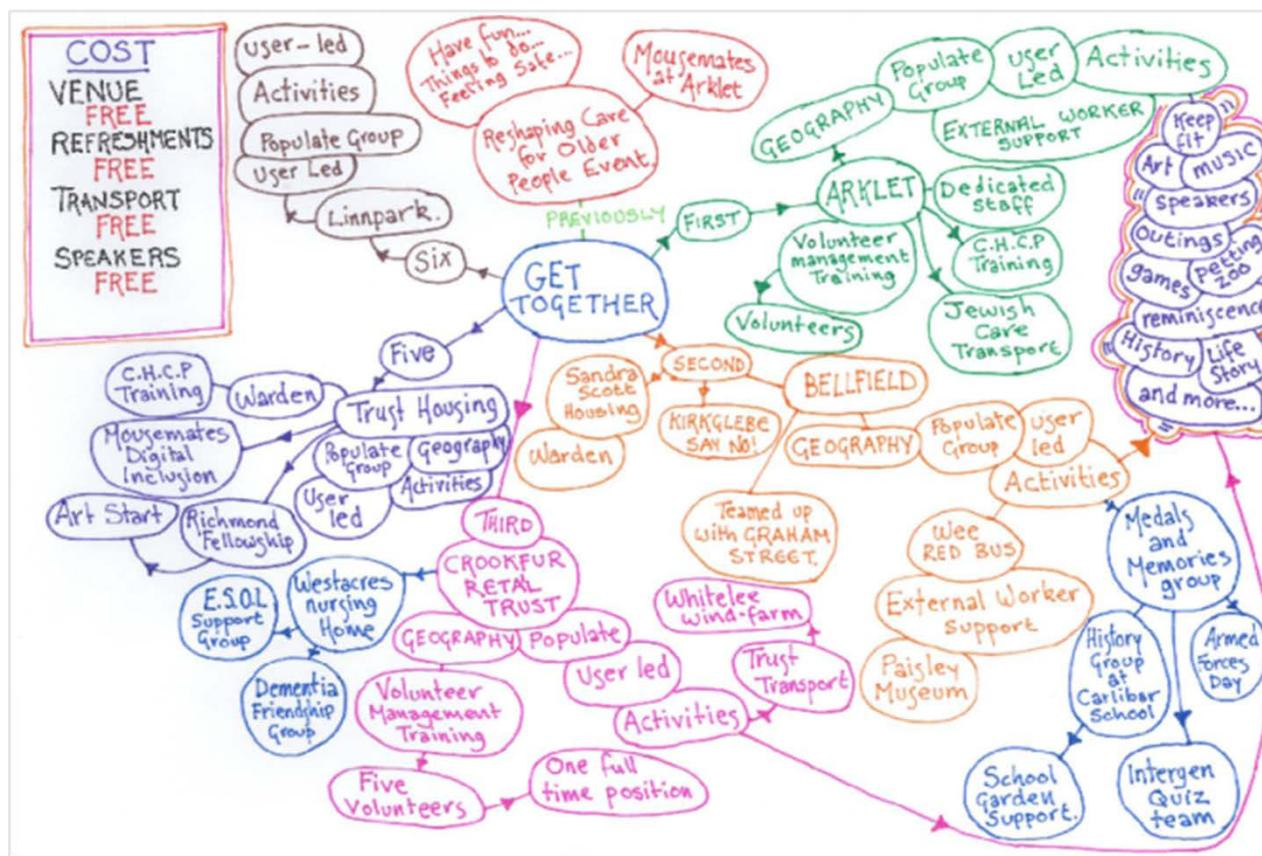 COST
VENUE
FREE
REFRESHMENTS
FREE
TRANSPORT
FREE
SPEAKERS
FREE
User-led
Activities
Populate Group
User Led
Linnpark.
Six
Have fun...
Things to do...
Feeling Safe...
Mousemates
at Arklet
Reshaping Care
for Older
People Event
PREVIOUSLY
GET
TOGETHER
FIRST
ARKLET
GEOGRAPHY
Populate
Group
User
Led
Activities
EXTERNAL WORKER
SUPPORT
Dedicated
Staff
C.H.C.P
Training
Jewish
Care
Transport
Volunteer
management
Training
Volunteers
Keep
fit
Art
music
Speakers
Outings
games
Petting
Zoo
reminiscence
History
Life
Story
and more...
SECOND
Sandra
Scott
Housing
Warden
KIRKGLEBE
SAY NO!
BELLFIELD
GEOGRAPHY
Populate
Group
User
led
Activities
Teamed up
with GRAHAM
STREET.
Wee
RED BUS
External Worker
Support
Paisley
Museum
Medals
and
Memories
group
History
Group
at
Carlibar
School
Armed
Forces
Day
School
Garden
Support.
Intergen
Quiz
team
Five
Trust Housing
Warden
C.H.C.P
Training
Mousemates
Digital
Inclusion
Populate
Group
Geography
User
led
Activities
Richmond
Fellowship
Art Start
THIRD
CROOKFUR
RETAIL
TRUST
Westacres
nursing
Home
E.S.O.L
Support
Group
Dementia
Friendship
Group
GEOGRAPHY
Populate
User led
Activities
Trust
Transport
Whitelee
Wind-farm
Volunteer
Management
Training
Five
Volunteers
One full
time position